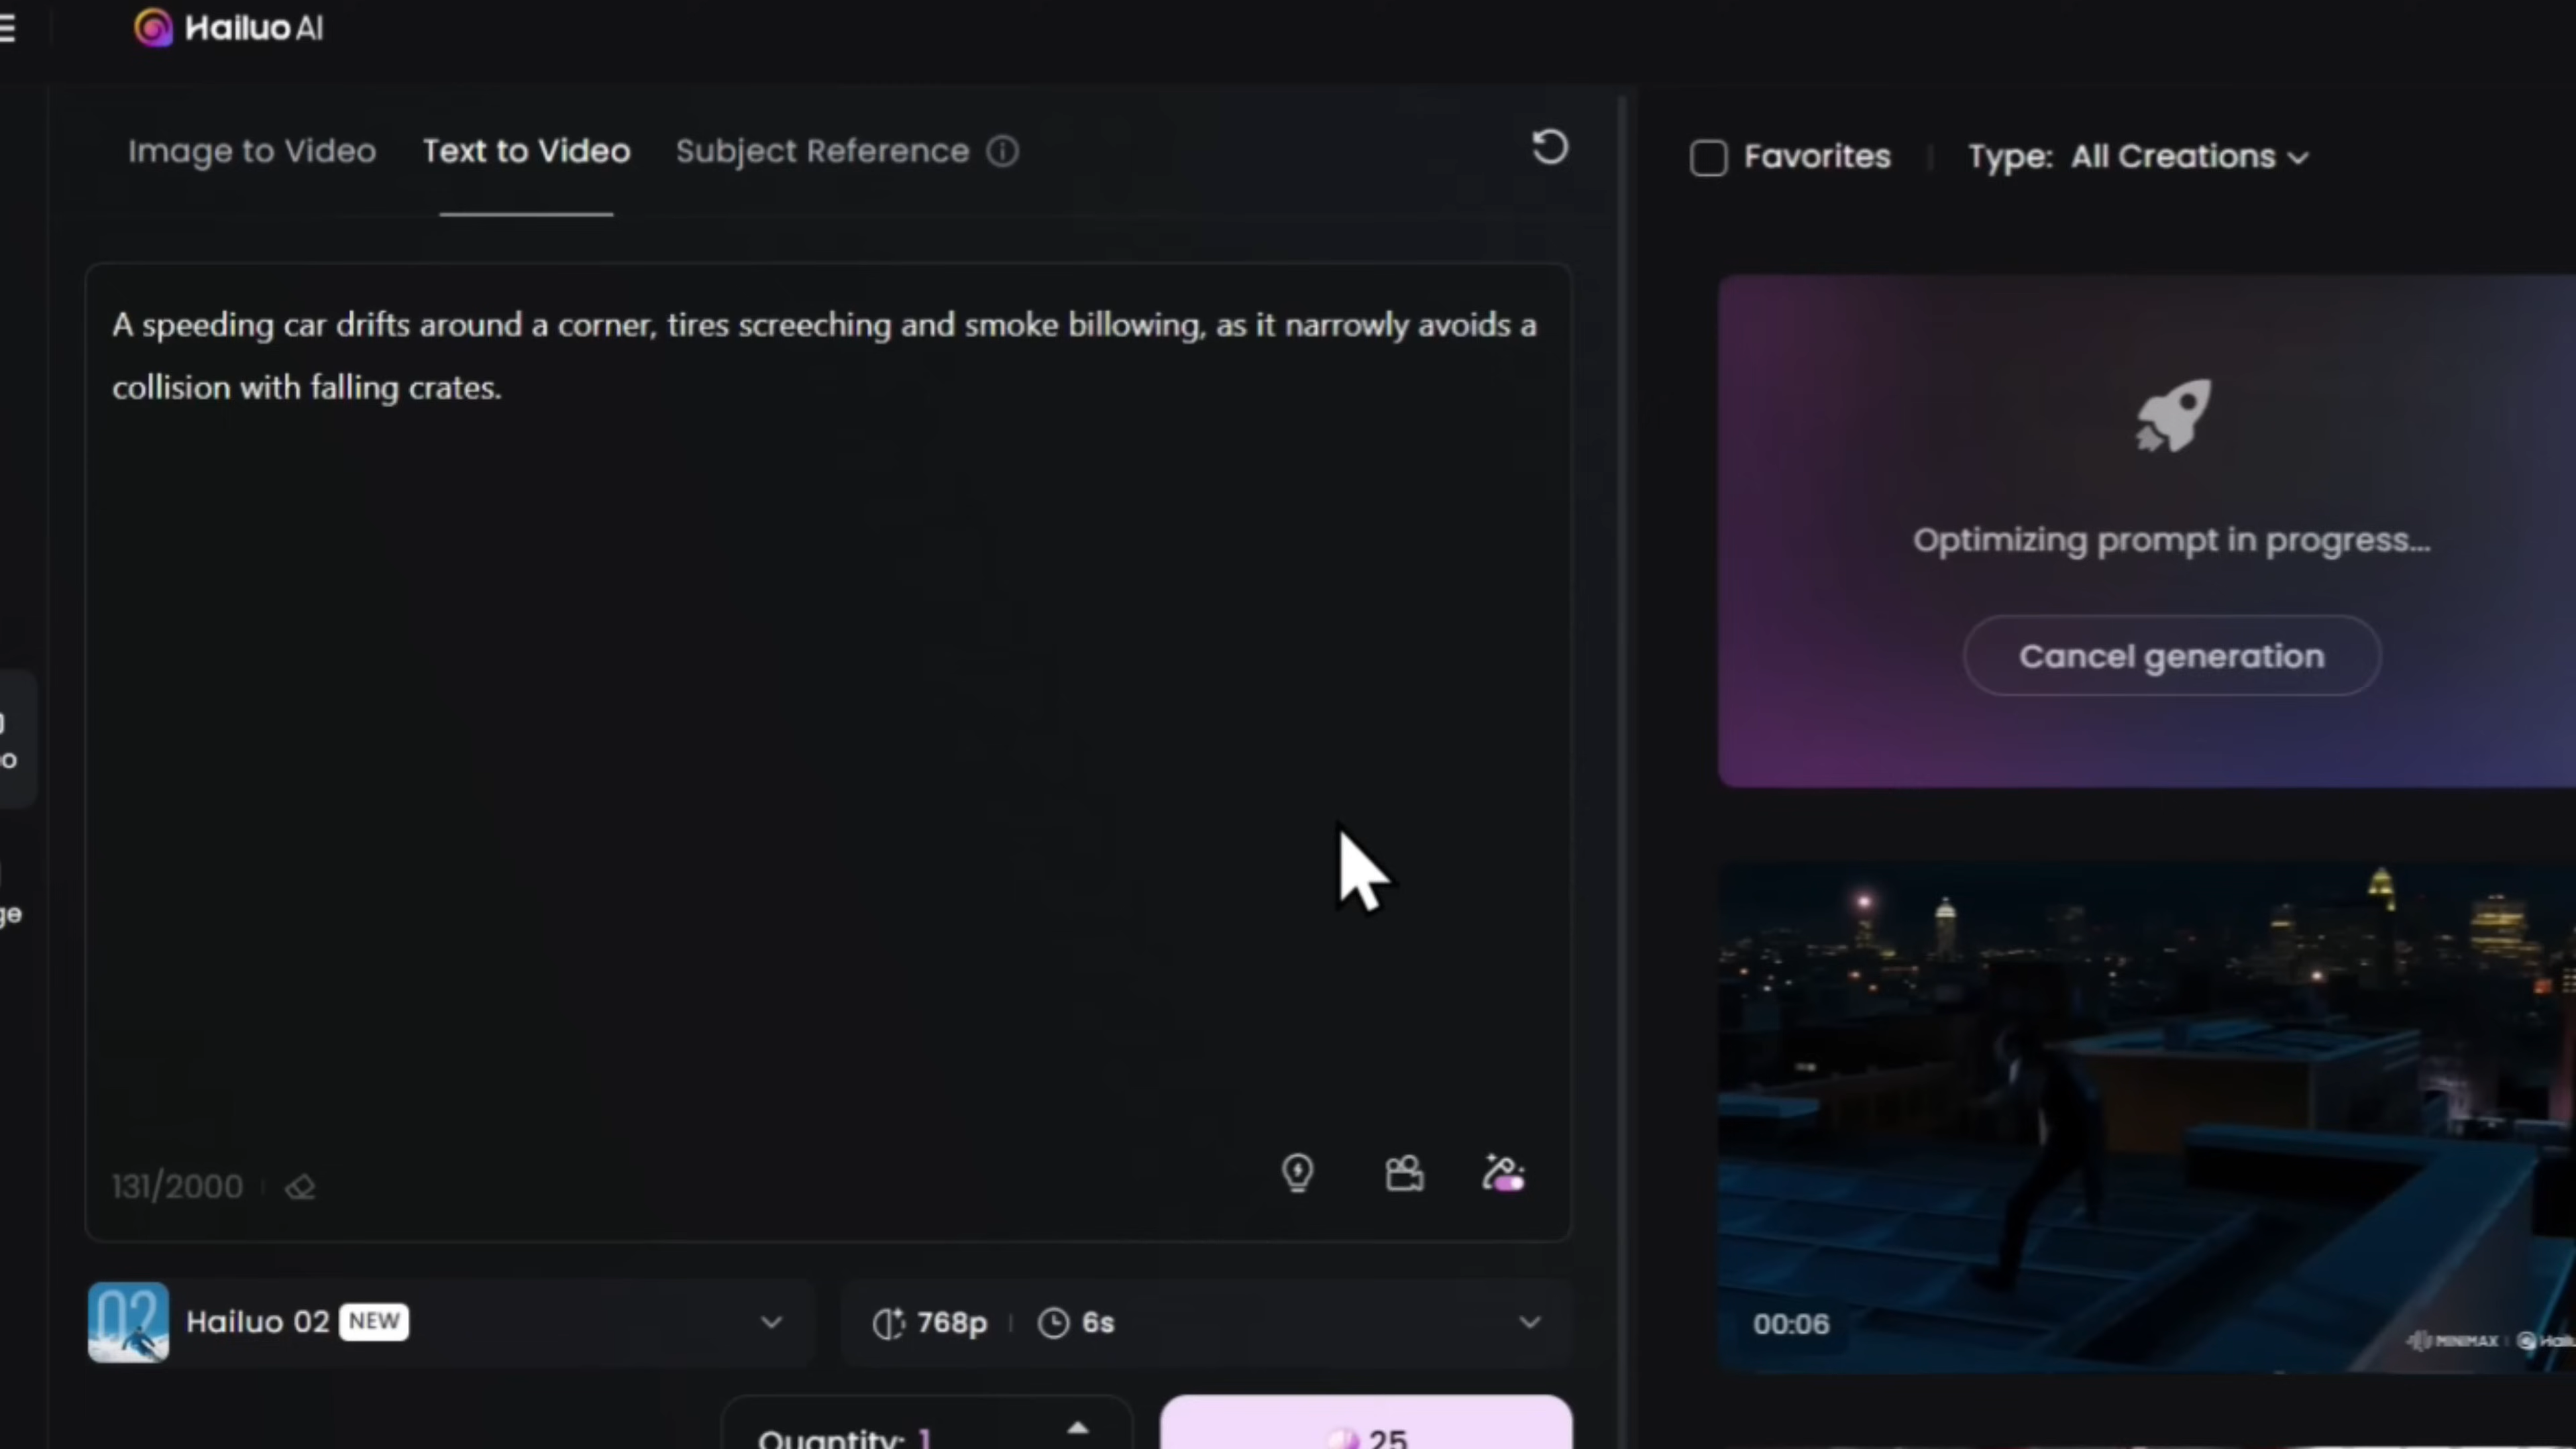 Hailuo AI
Image to Video
Text to Video
Subject Reference
Favorites
Type: All Creations
A speeding car drifts around a corner, tires screeching and smoke billowing, as it narrowly avoids a
collision with falling crates.
Optimizing prompt in progress...
Cancel generation
131/2000
02
Hailuo 02 NEW
768p
6s
00:06
MINIMAX
Quantity: 1
25